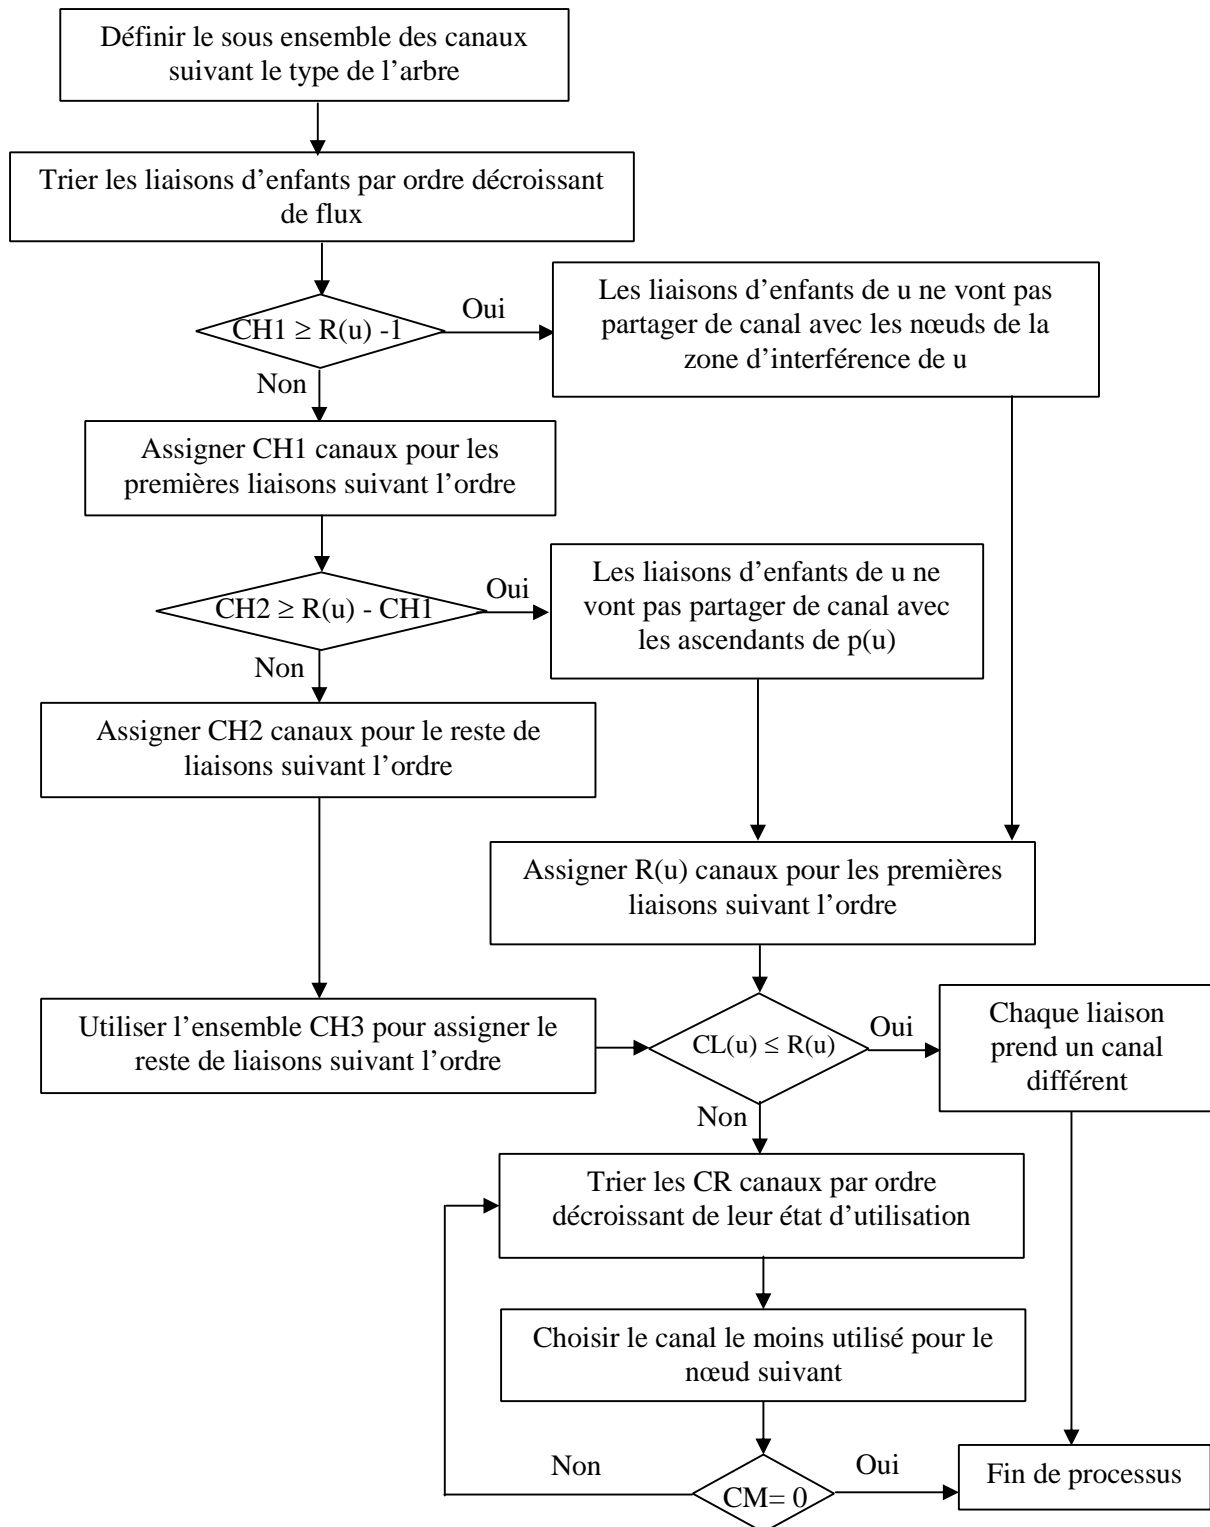 Définir le sous ensemble des canaux
suivant le type de l’arbre
Trier les liaisons d’enfants par ordre décroissant
de flux
CH1 ≥ R(u) -1
Oui
Les liaisons d’enfants de u ne vont pas
partager de canal avec les nœuds de la
zone d’interférence de u
Non
Assigner CH1 canaux pour les
premières liaisons suivant l’ordre
CH2 ≥ R(u) - CH1
Oui
Les liaisons d’enfants de u ne
vont pas partager de canal avec
les ascendants de p(u)
Non
Assigner CH2 canaux pour le reste de
liaisons suivant l’ordre
Assigner R(u) canaux pour les premières
liaisons suivant l’ordre
Utiliser l’ensemble CH3 pour assigner le
reste de liaisons suivant l’ordre
CL(u) ≤ R(u)
Oui
Chaque liaison
prend un canal
différent
Non
Trier les CR canaux par ordre
décroissant de leur état d’utilisation
Choisir le canal le moins utilisé pour le
nœud suivant
CM= 0
Non
Oui
Fin de processus